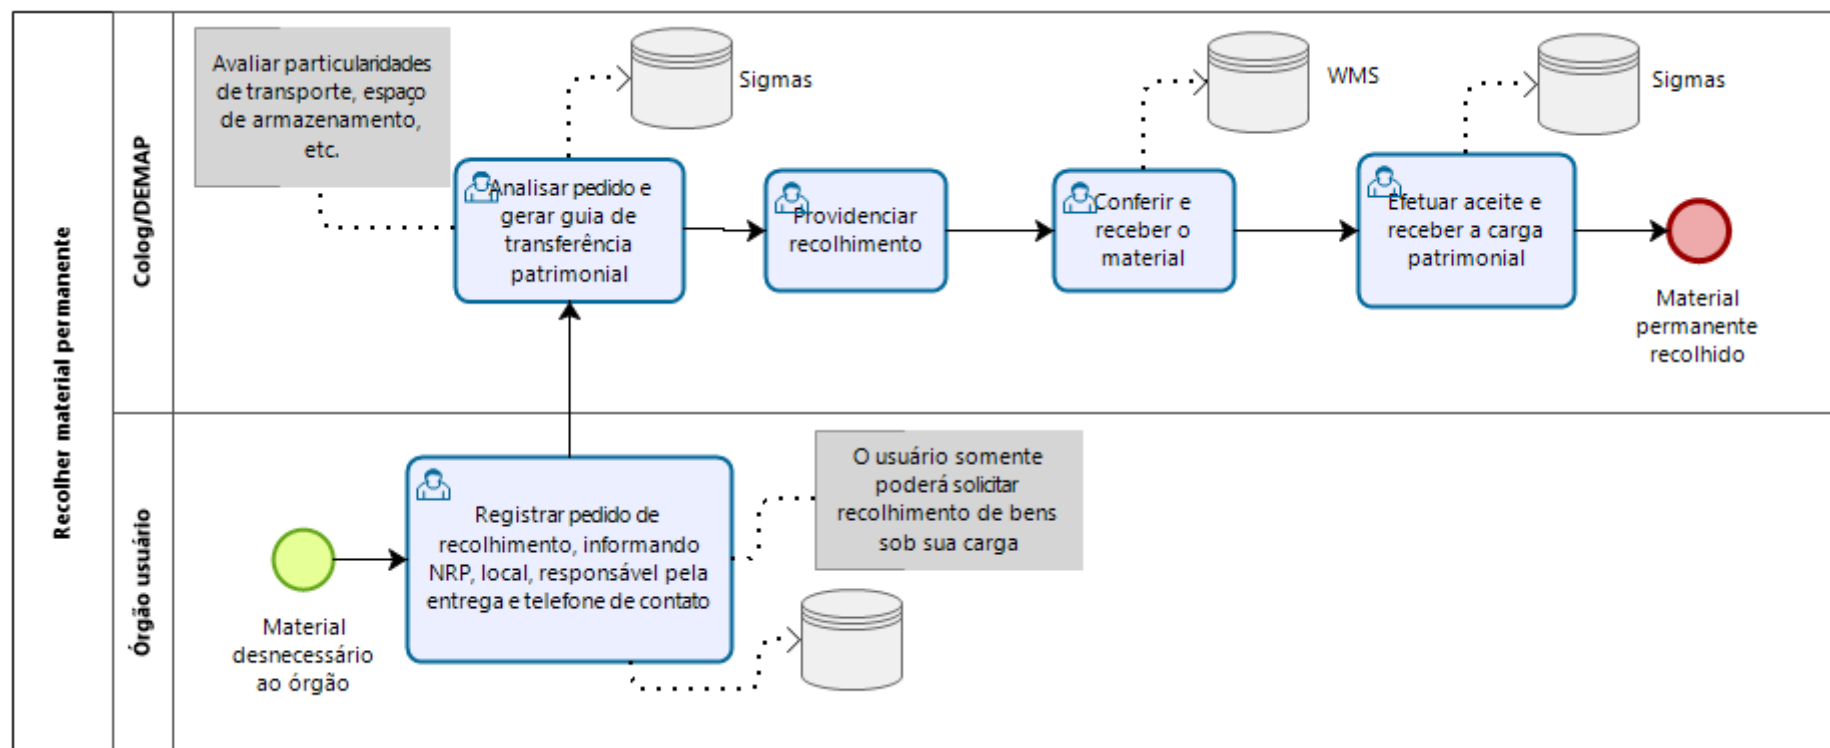 Recolher material permanente
Colog/DEMAP
Avaliar particularidades
de transporte, espaço
de armazenamento,
etc.
Sigmas
WMS
Sigmas
Analisar pedido e
gerar guia de
transferência
patrimonial
Providenciar
recolhimento
Conferir e
receber o
material
Efetuar aceite e
receber a carga
patrimonial
Material
permanente
recolhido
Órgão usuário
Material
desnecessário
ao órgão
Registrar pedido de
recolhimento, informando
NRP, local, responsável pela
entrega e telefone de contato
O usuário somente
poderá solicitar
recolhimento de bens
sob sua carga